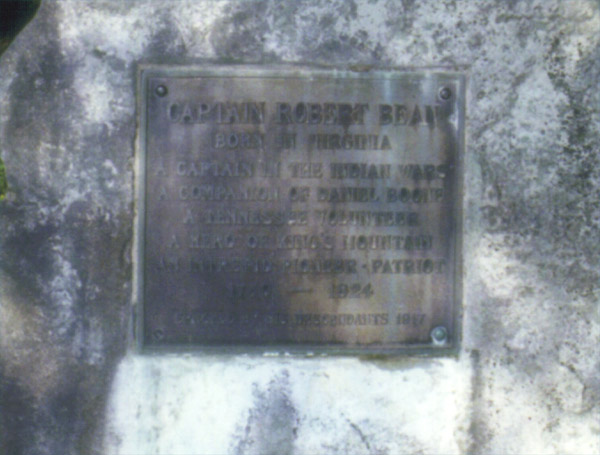 CAPTAIN ROBERT BEAN
BORN IN VIRGINIA
A CAPTAIN IN THE INDIAN WARS
A COMPANION OF DANIEL BOONE
A TENNESSEE VOLUNTEER
A HERO OF KING'S MOUNTAIN
AN PIONEER - PATRIOT
— 1824
DESCENDANTS 1917